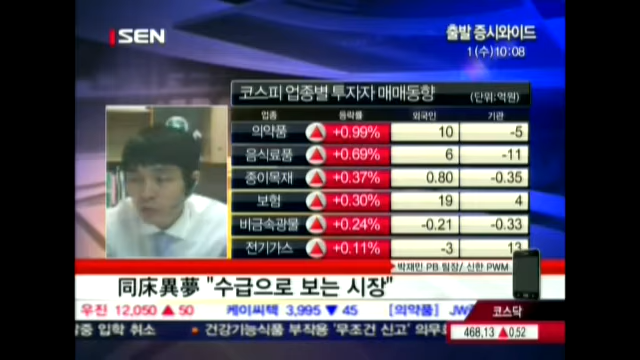 SEN
출발 증시와이드
1 (수) 10:08
코스피 업종별 투자자 매매동향
(단위:억원)
업종 등락률 외국인 기관
의약품 ▲ +0.99% 10 -5
음식료품 ▲ +0.69% 6 -11
종이목재 ▲ +0.37% 0.80 -0.35
보험 ▲ +0.30% 19 4
비금속광물 ▲ +0.24% -0.21 -0.33
전기가스 ▲ +0.11% -3 13
박재민 PB 팀장/ 신한 PWM
同床異夢 "수급으로 보는 시장"
우진 12,050 ▲ 50 케이씨텍 3,995 ▼ 45 [의약품] JW
코스닥
입학 취소 • 건강기능식품 부작용 '무조건 신고' 의무
468.13 ▲0.52